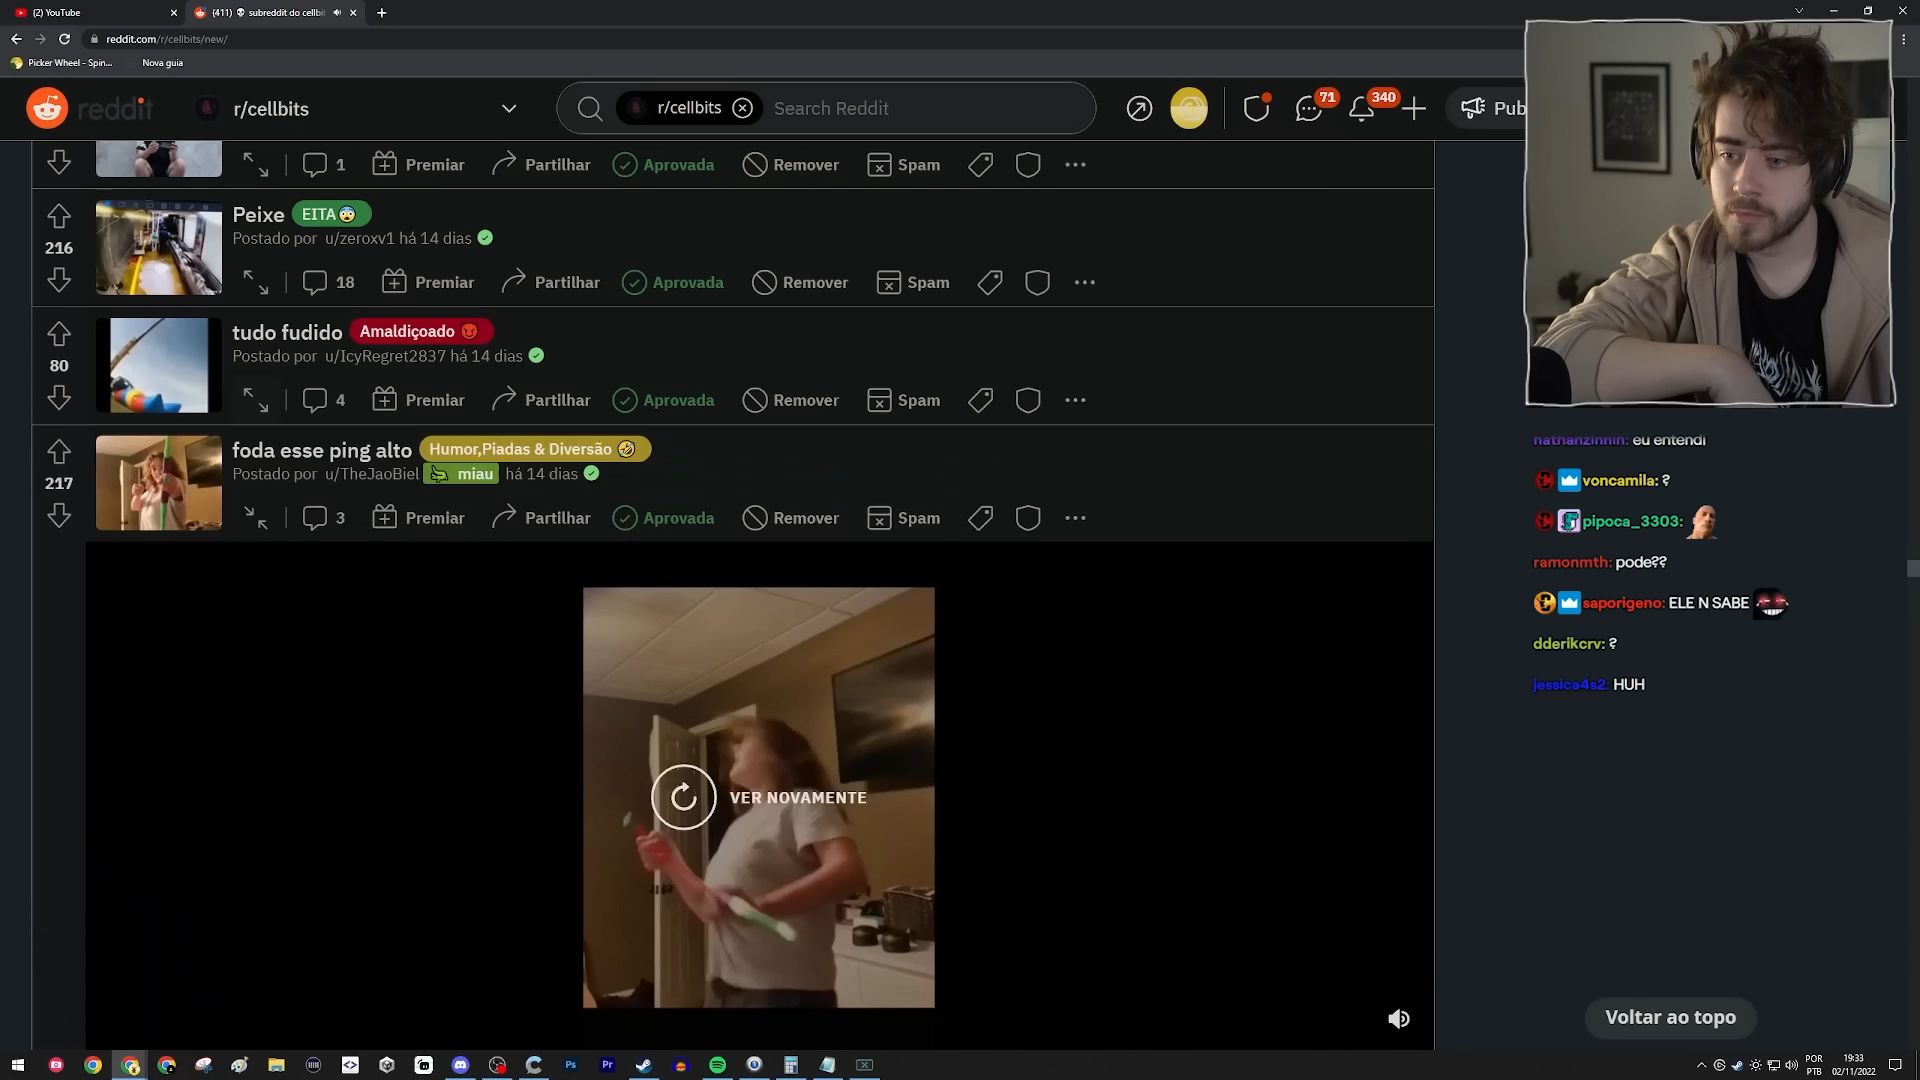 (2) YouTube
(411) 💀 subreddit do cellbit
reddit.com/r/cellbits/new/
Picker Wheel - Spin...
Nova guia
reddit
r/cellbits
r/cellbits
Search Reddit
71
340
Pub
1
Premiar
Partilhar
Aprovada
Remover
Spam
216
Peixe
EITA😨
Postado por u/zeroxv1 há 14 dias
18
Premiar
Partilhar
Aprovada
Remover
Spam
80
tudo fudido
Amaldiçoado 😈
Postado por u/IcyRegret2837 há 14 dias
4
Premiar
Partilhar
Aprovada
Remover
Spam
217
foda esse ping alto
Humor,Piadas & Diversão 🤣
Postado por u/TheJaoBiel miau há 14 dias
3
Premiar
Partilhar
Aprovada
Remover
Spam
VER NOVAMENTE
nathanzinnin: eu entendi
voncamila: ?
pipoca_3303:
ramonmth: pode??
saporigeno: ELE N SABE
dderikcrv: ?
jessica4s2: HUH
Voltar ao topo
Ps
Pr
POR
PTB
19:33
02/11/2022